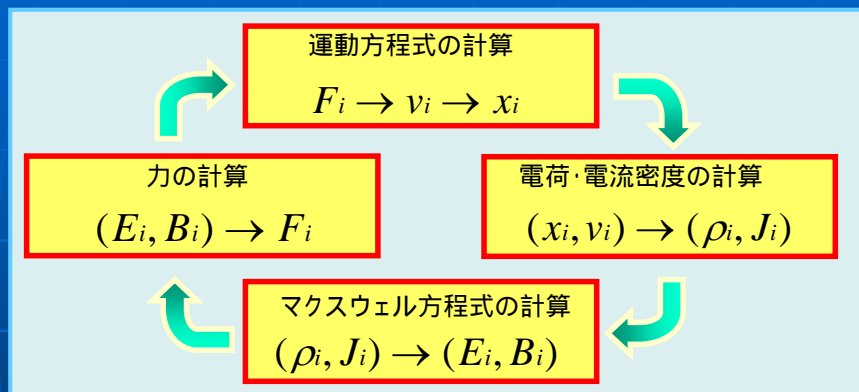 運動方程式の計算
Fi → vi → xi
力の計算
(Ei, Bi) → Fi
電荷･電流密度の計算
(xi, vi) → (ρi, Ji)
マクスウェル方程式の計算
(ρi, Ji) → (Ei, Bi)